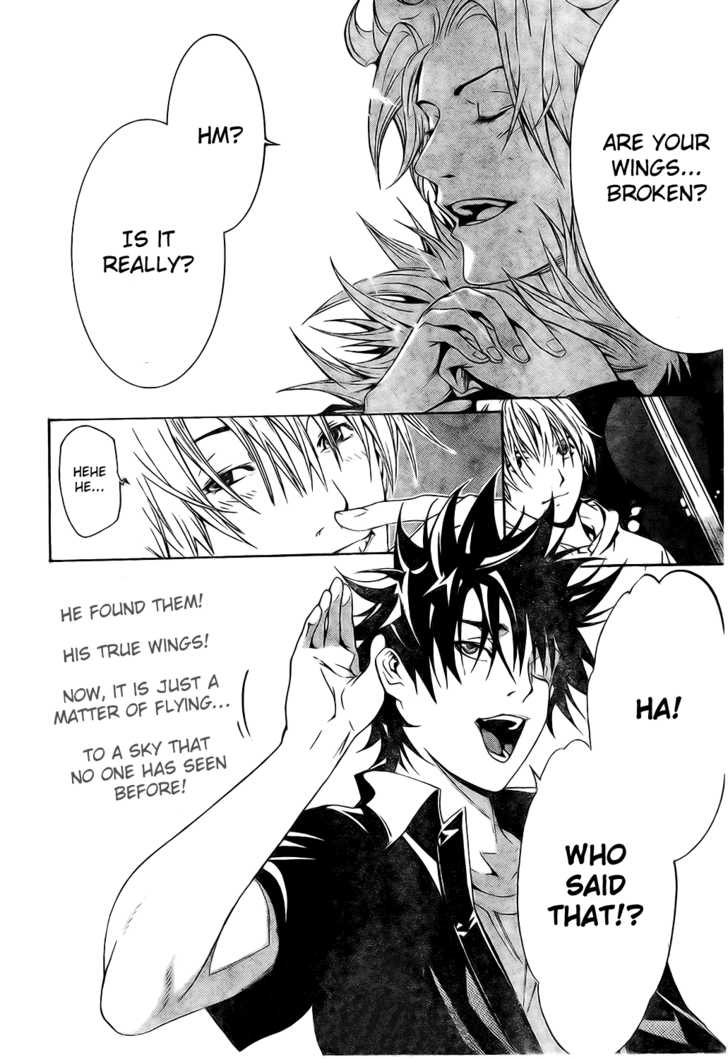 ARE YOUR
WINGS...
BROKEN?
HM?
IS IT
REALLY?
HEHE
HE...
HA!
WHO
SAID
THAT!?
HE FOUND THEM!
HIS TRUE WINGS!
NOW, IT IS JUST A
MATTER OF FLYING...
TO A SKY THAT
NO ONE HAS SEEN
BEFORE!